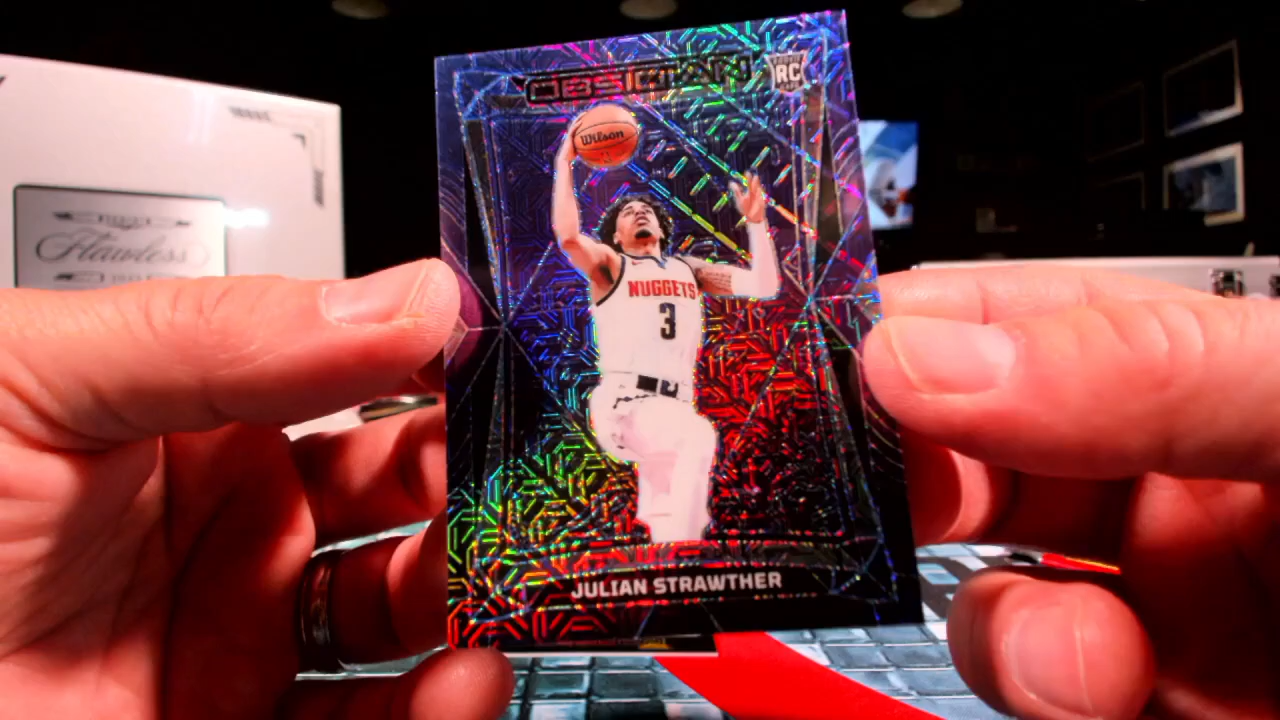 OBSIDIAN
RC
Wilson
NUGGETS
3
JULIAN STRAWTHER
Flawless